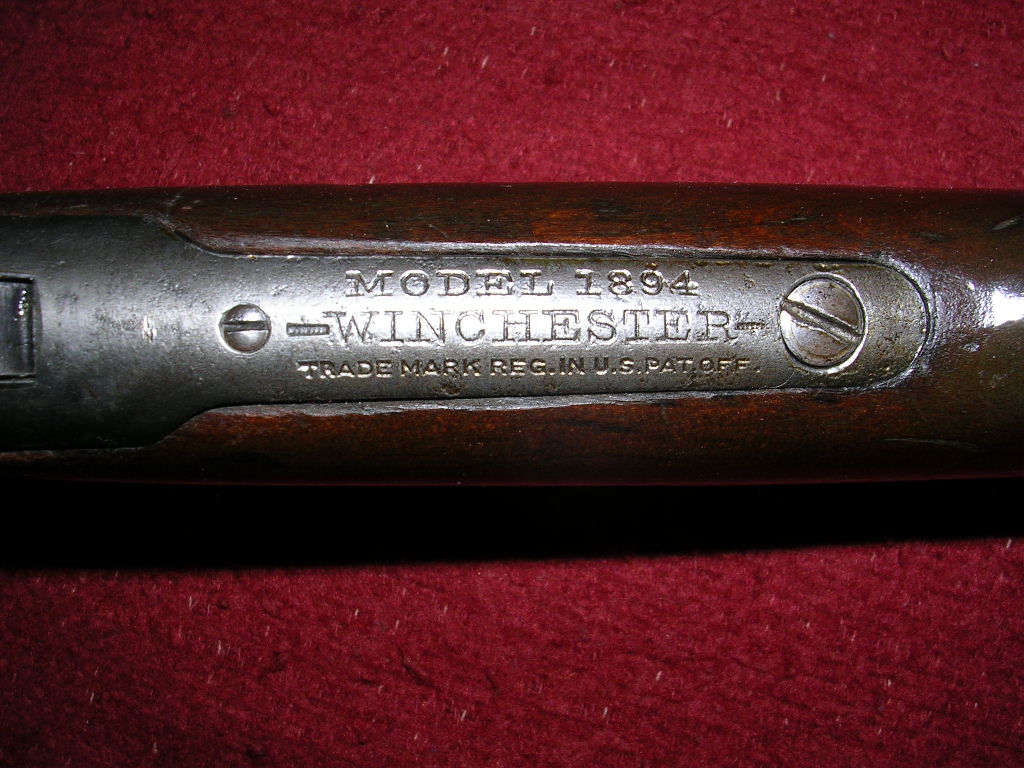 MODEL 1894
-WINCHESTER-
TRADE MARK REG. IN U.S. PAT. OFF.